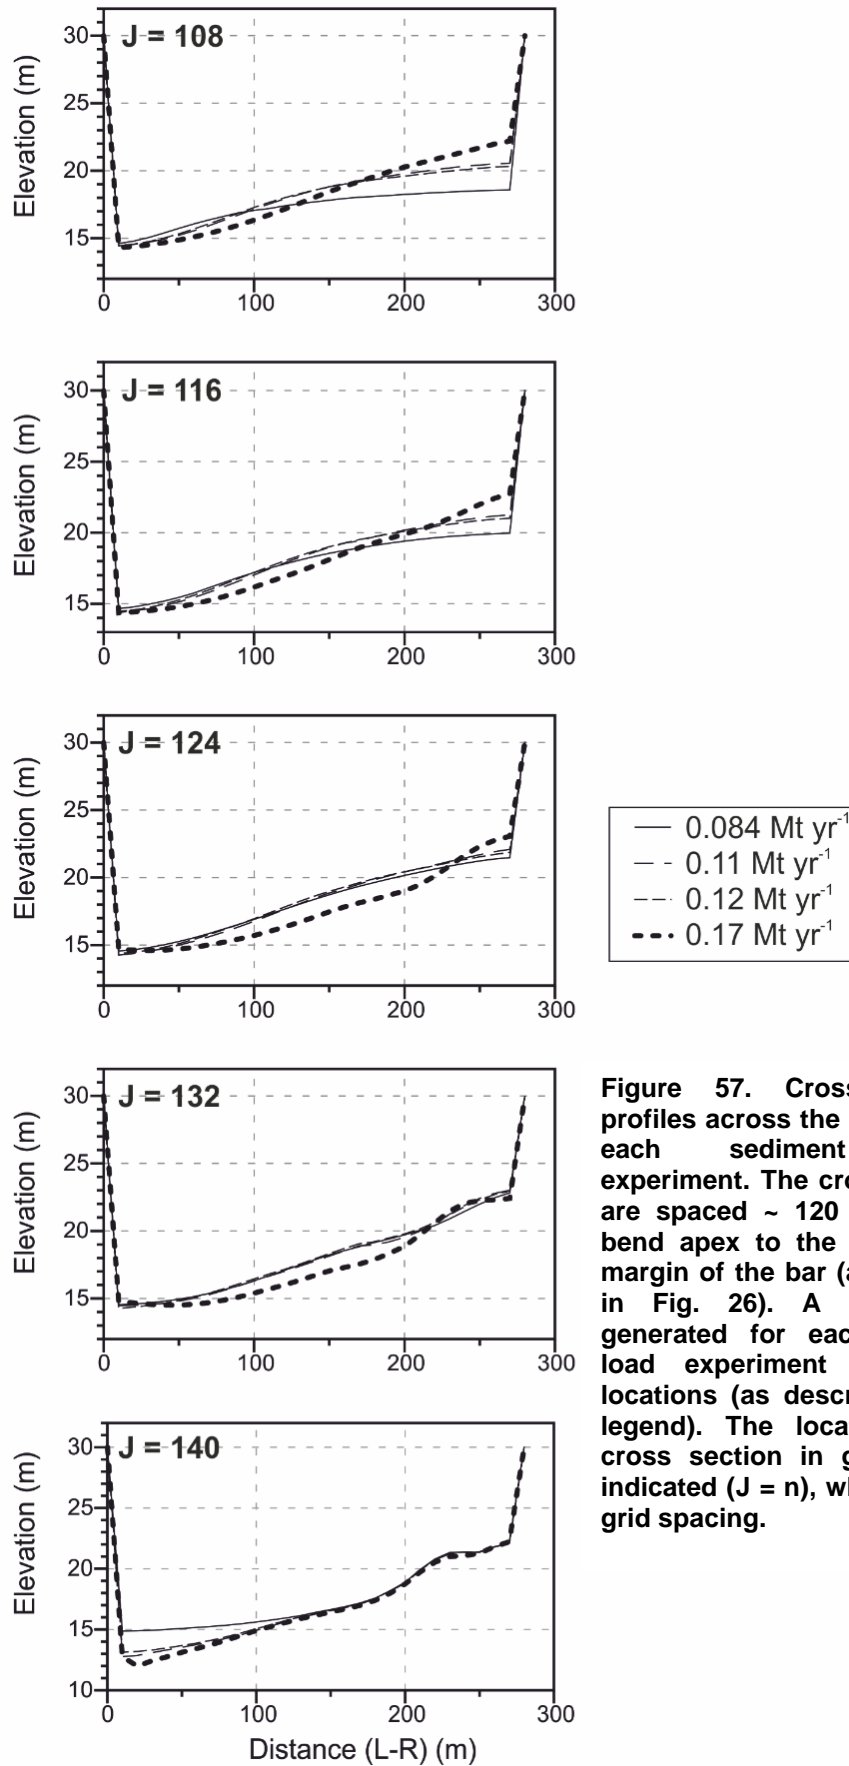 J = 108
Elevation (m)
30
25
20
15
0 100 200 300
J = 116
Elevation (m)
30
25
20
15
0 100 200 300
J = 124
Elevation (m)
30
25
20
15
0 100 200 300
0.084 Mt yr⁻¹
0.11 Mt yr⁻¹
0.12 Mt yr⁻¹
0.17 Mt yr⁻¹
J = 132
Elevation (m)
30
25
20
15
0 100 200 300
J = 140
Elevation (m)
30
25
20
15
10
0 100 200 300
Distance (L-R) (m)
Figure 57. Cross
profiles across the
each sediment
experiment. The cro
are spaced ~ 120
bend apex to the
margin of the bar (a
in Fig. 26). A
generated for eac
load experiment
locations (as descr
legend). The loca
cross section in g
indicated (J = n), w
grid spacing.